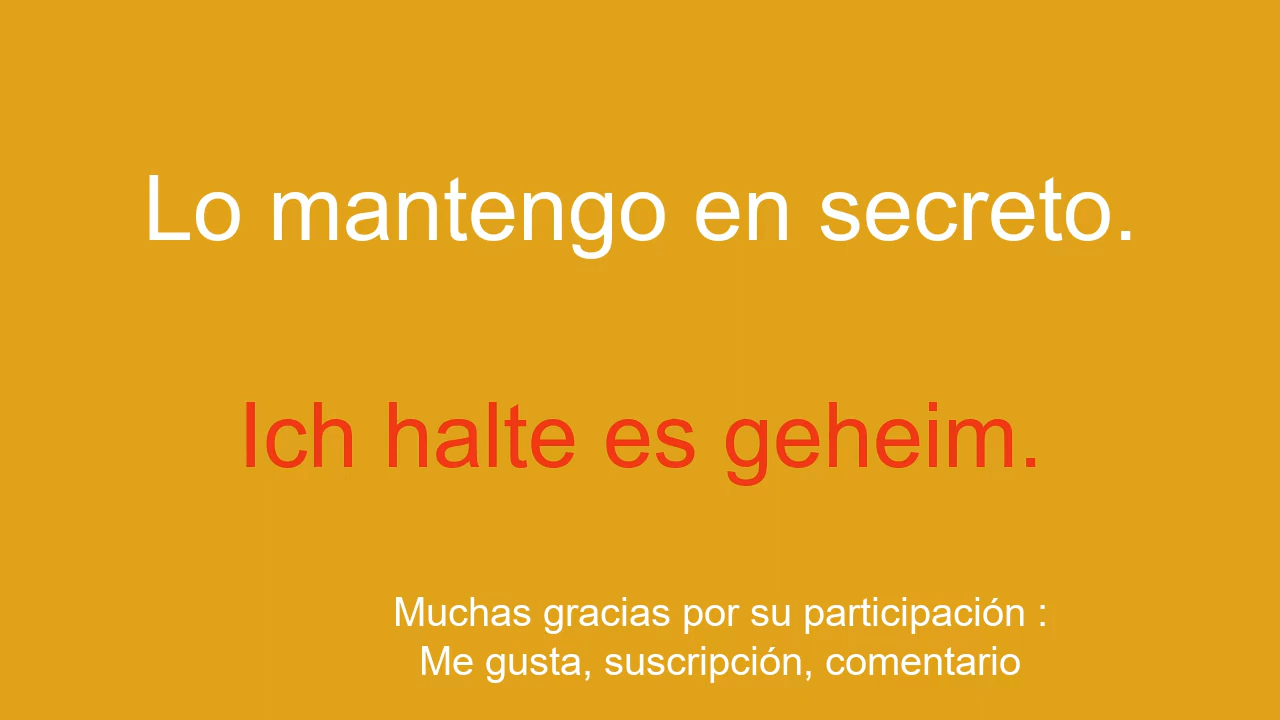 Lo mantengo en secreto.
Ich halte es geheim.
Muchas gracias por su participación :
Me gusta, suscripción, comentario